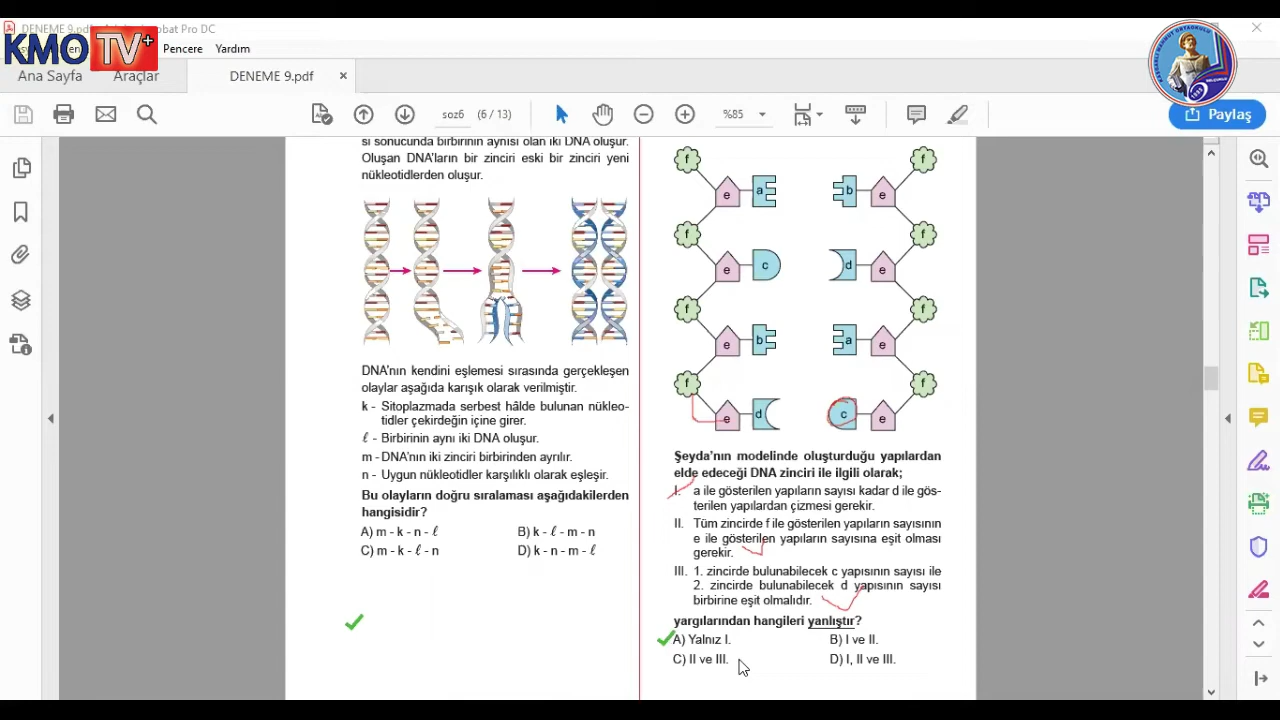 DENEME 9.pdf
obat Pro DC
KMO TV+
Pencere
Yardım
Ana Sayfa
Araçlar
DENEME 9.pdf
×
soz6
(6 / 13)
%85
Paylaş
si sonucunda birbirinin aynısı olan iki DNA oluşur.
Oluşan DNA'ların bir zinciri eski bir zinciri yeni
nükleotidlerden oluşur.
DNA'nın kendini eşlemesi sırasında gerçekleşen
olaylar aşağıda karışık olarak verilmiştir.
k - Sitoplazmada serbest hâlde bulunan nükleo-
tidler çekirdeğin içine girer.
ℓ - Birbirinin aynı iki DNA oluşur.
m - DNA'nın iki zinciri birbirinden ayrılır.
n - Uygun nükleotidler karşılıklı olarak eşleşir.
Bu olayların doğru sıralaması aşağıdakilerden
hangisidir?
A) m - k - n - ℓ
B) k - ℓ - m - n
C) m - k - ℓ - n
D) k - n - m - ℓ
f f
e a b e
f f
e c d e
f f
e b a e
f f
e d c e
Şeyda'nın modelinde oluşturduğu yapılardan
elde edeceği DNA zinciri ile ilgili olarak;
I. a ile gösterilen yapıların sayısı kadar d ile gös-
terilen yapılardan çizmesi gerekir.
II. Tüm zincirde f ile gösterilen yapıların sayısının
e ile gösterilen yapıların sayısına eşit olması
gerekir.
III. 1. zincirde bulunabilecek c yapısının sayısı ile
2. zincirde bulunabilecek d yapısının sayısı
birbirine eşit olmalıdır.
yargılarından hangileri yanlıştır?
A) Yalnız I.
B) I ve II.
C) II ve III.
D) I, II ve III.